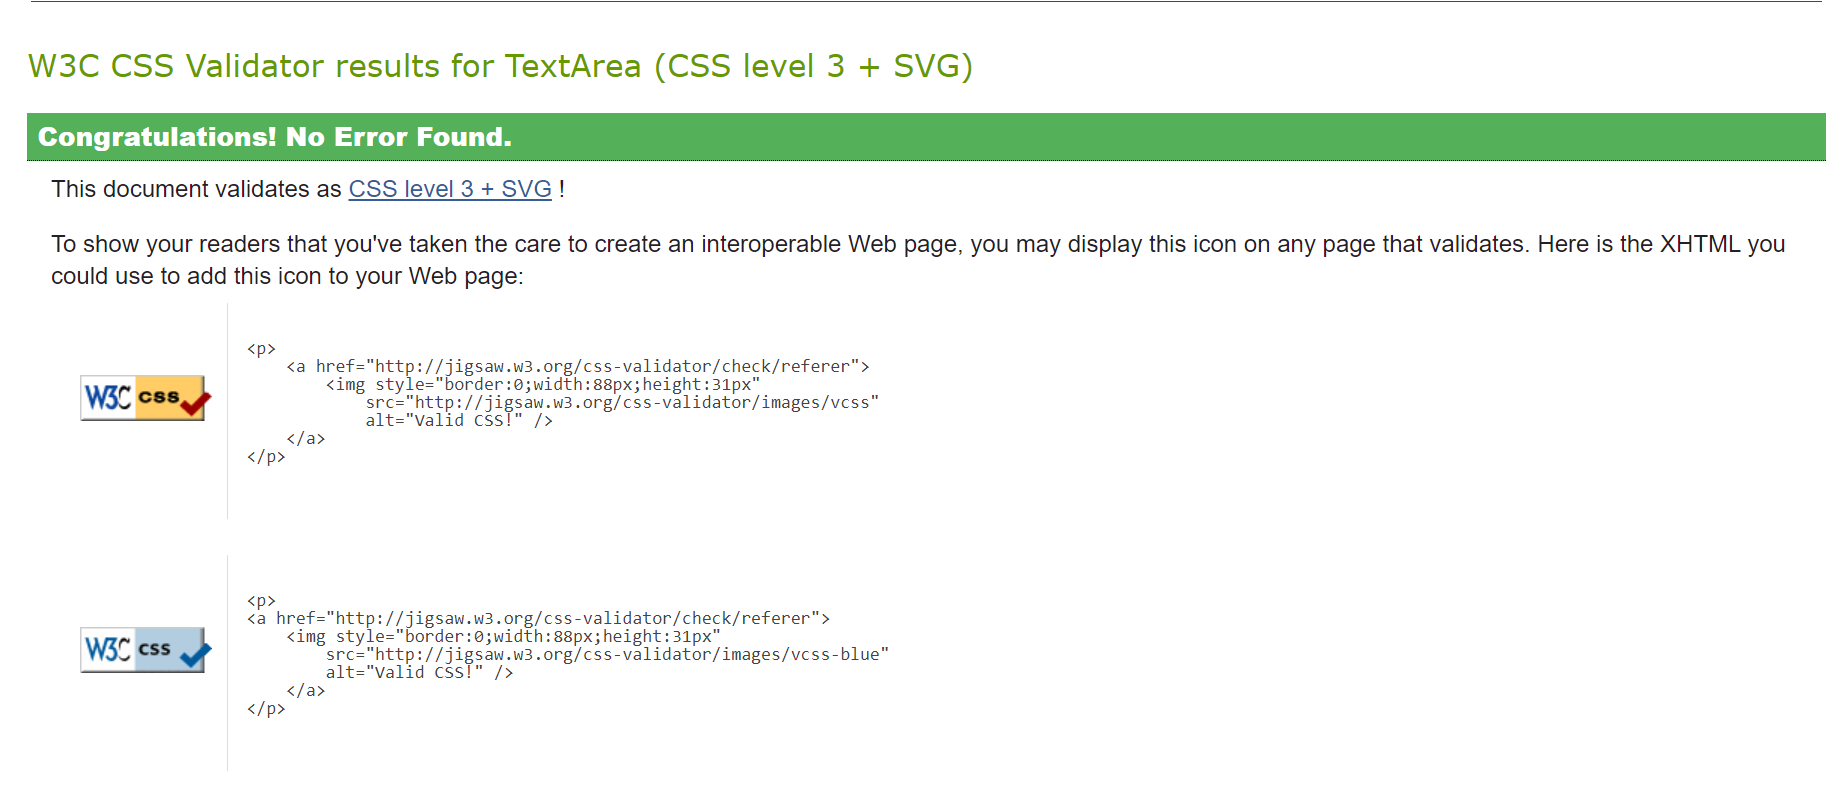 W3C CSS Validator results for TextArea (CSS level 3 + SVG)
Congratulations! No Error Found.
This document validates as CSS level 3 + SVG !
To show your readers that you've taken the care to create an interoperable Web page, you may display this icon on any page that validates. Here is the XHTML you
could use to add this icon to your Web page:
W3C css
<p>
    <a href="http://jigsaw.w3.org/css-validator/check/referer">
        <img style="border:0;width:88px;height:31px"
            src="http://jigsaw.w3.org/css-validator/images/vcss"
            alt="Valid CSS!" />
    </a>
</p>
W3C css
<p>
<a href="http://jigsaw.w3.org/css-validator/check/referer">
    <img style="border:0;width:88px;height:31px"
        src="http://jigsaw.w3.org/css-validator/images/vcss-blue"
        alt="Valid CSS!" />
    </a>
</p>